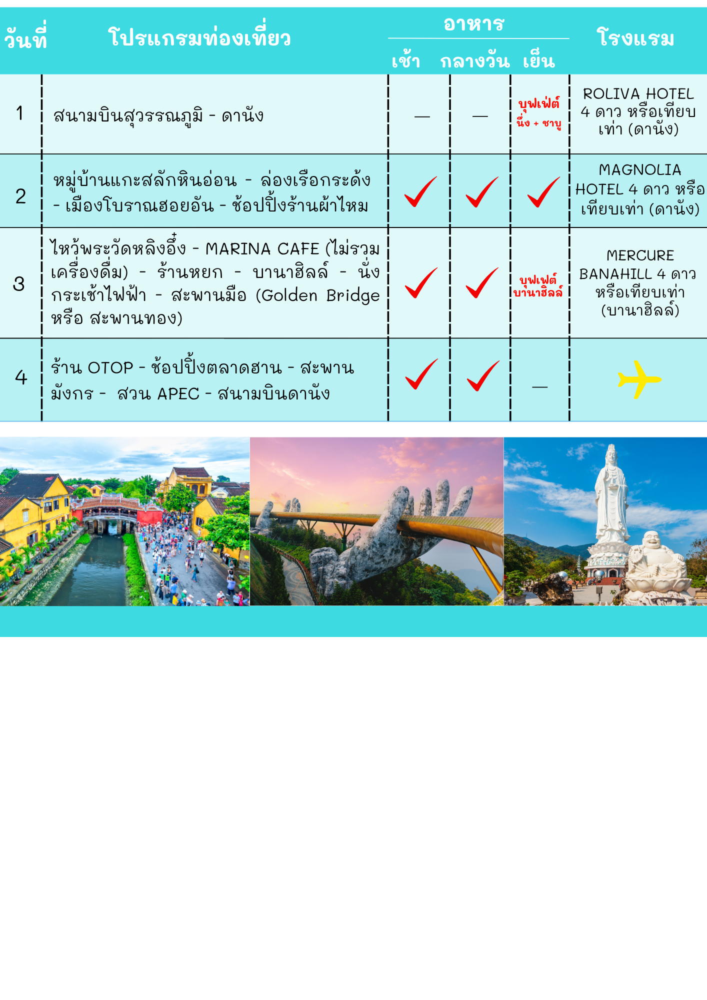 วันที่
โปรแกรมท่องเที่ยว
อาหาร
เช้า กลางวัน เย็น
โรงแรม
1
สนามบินสุวรรณภูมิ - ดานัง
—
—
บุฟเฟ่ต์
นึ่ง + ชาบู
ROLIVA HOTEL
4 ดาว หรือเทียบ
เท่า (ดานัง)
2
หมู่บ้านแกะสลักหินอ่อน - ล่องเรือกระด้ง
- เมืองโบราณฮอยอัน - ช้อปปิ้งร้านผ้าไหม
MAGNOLIA
HOTEL 4 ดาว หรือ
เทียบเท่า (ดานัง)
3
ไหว้พระวัดหลิงอึ๋ง - MARINA CAFE (ไม่รวม
เครื่องดื่ม) - ร้านหยก - บานาฮิลล์ - นั่ง
กระเช้าไฟฟ้า - สะพานมือ (Golden Bridge
หรือ สะพานทอง)
บุฟเฟต์
บานาฮิลล์
MERCURE
BANAHILL 4 ดาว
หรือเทียบเท่า
(บานาฮิลล์)
4
ร้าน OTOP - ช้อปปิ้งตลาดฮาน - สะพาน
มังกร - สวน APEC - สนามบินดานัง
—